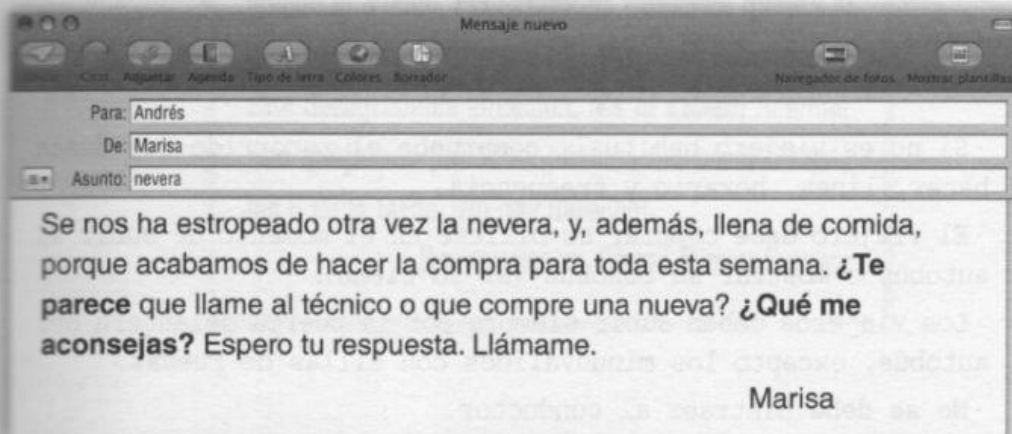 Mensaje nuevo
Chat Adjuntar Agenda Tipo de letra Colores Borrador Navegador de fotos Mostrar plantillas
Para: Andrés
De: Marisa
Asunto: nevera
Se nos ha estropeado otra vez la nevera, y, además, llena de comida,
porque acabamos de hacer la compra para toda esta semana. ¿Te
parece que llame al técnico o que compre una nueva? ¿Qué me
aconsejas? Espero tu respuesta. Llámame.
Marisa